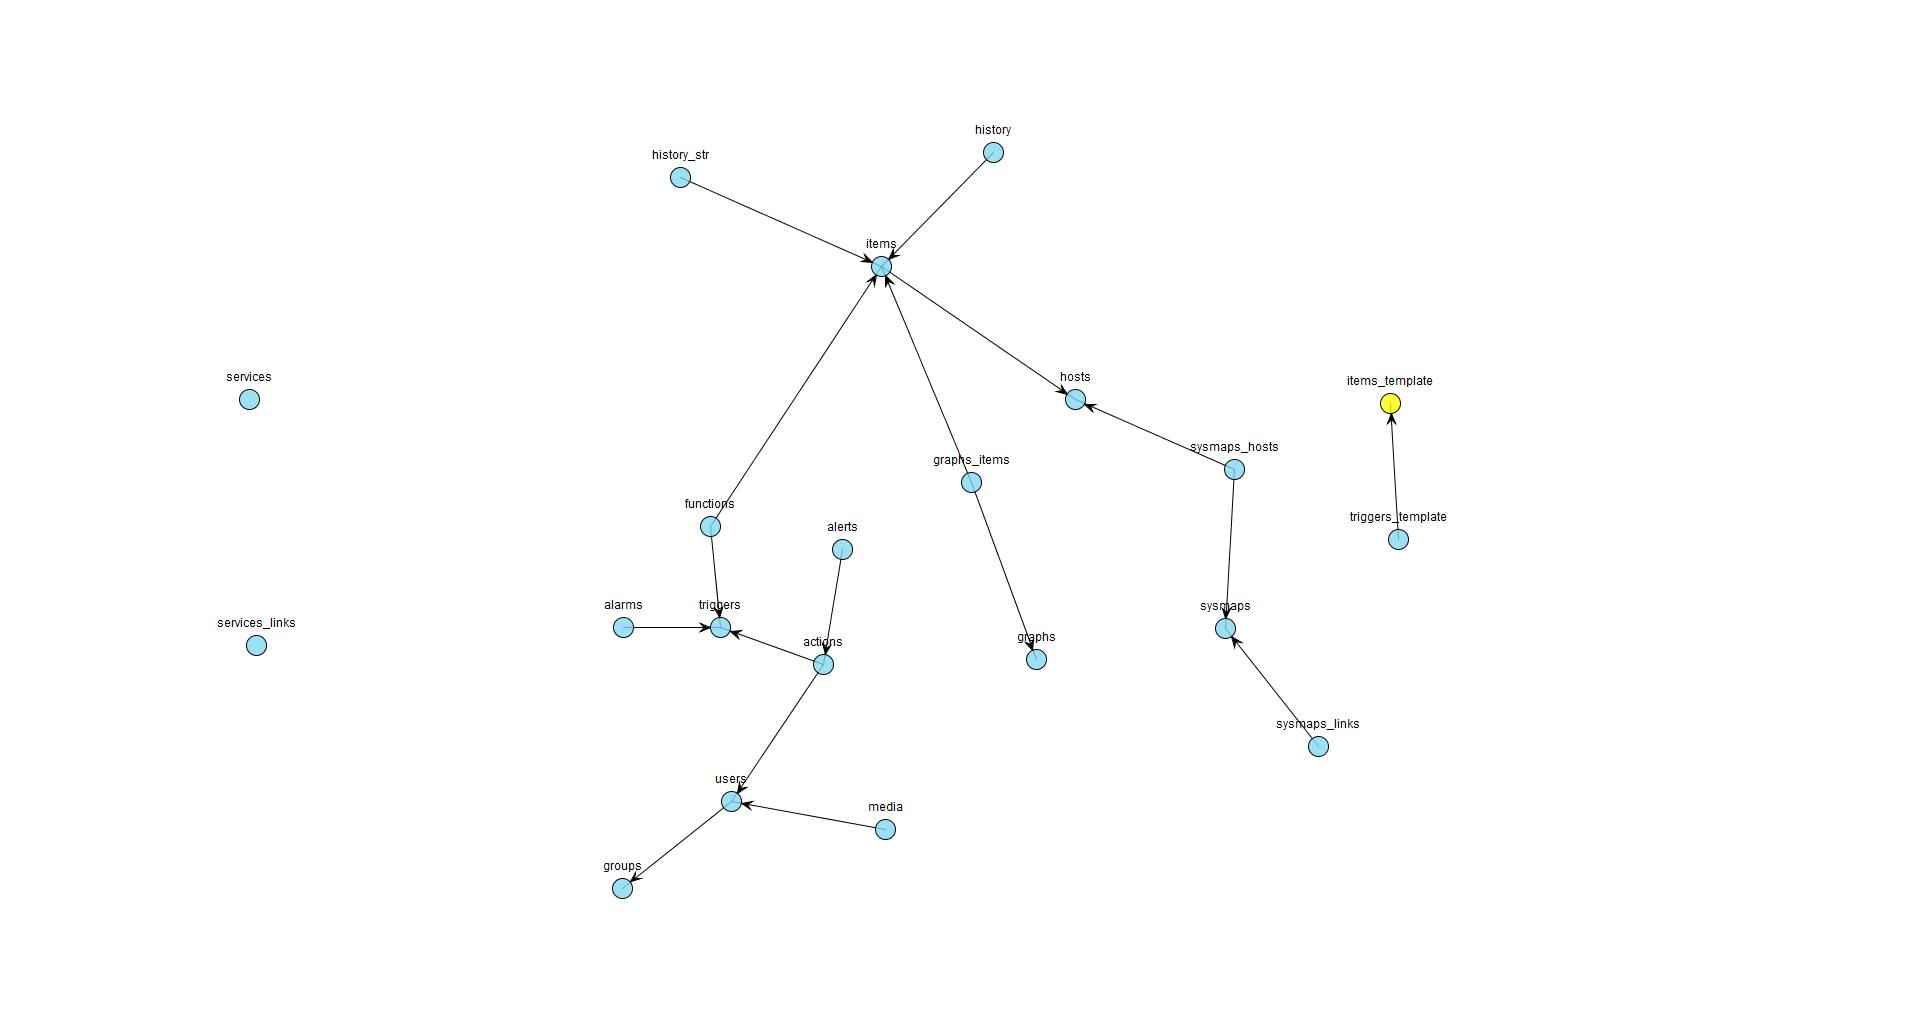 history
history_str
items
services
hosts
items_template
sysmaps_hosts
graphs_items
functions
triggers_template
alerts
alarms
triggers
sysmaps
services_links
graphs
actions
sysmaps_links
users
media
groups